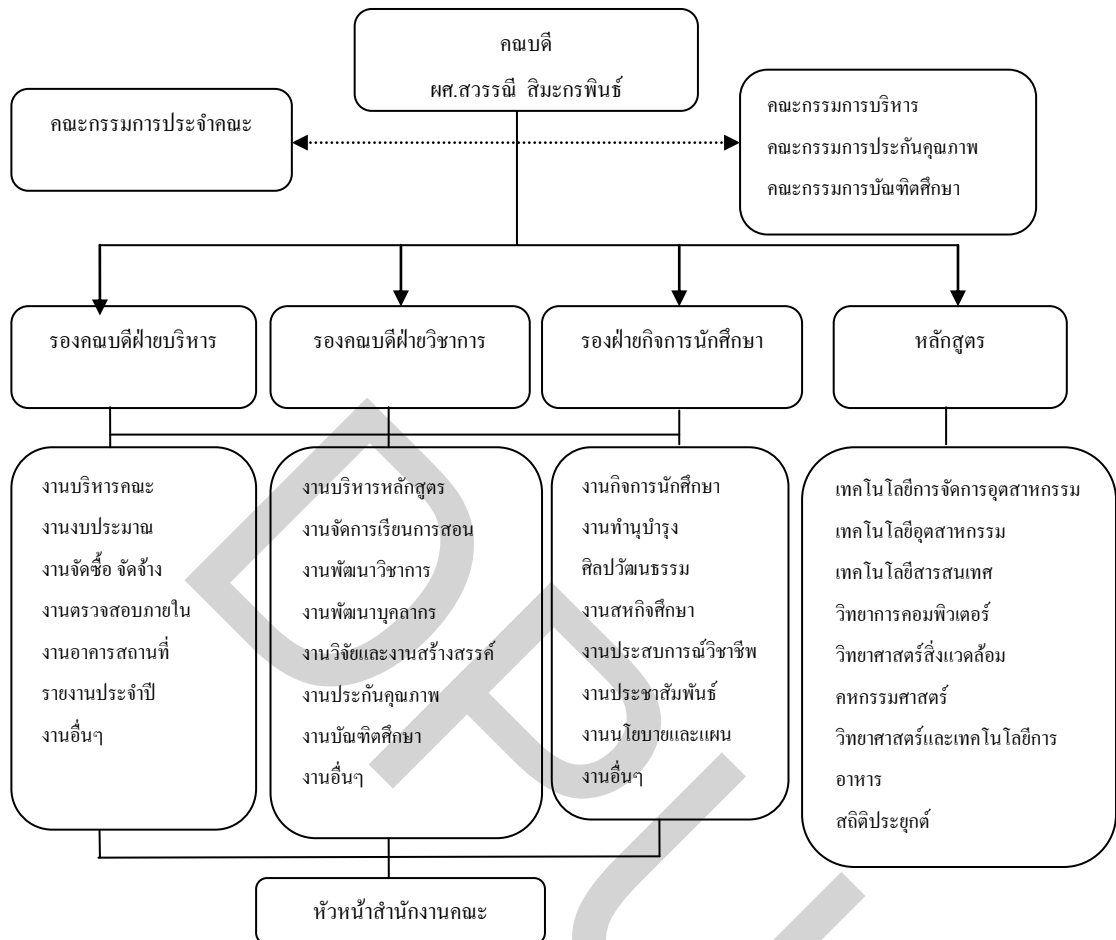 คณบดี
ผศ.สวรรณี สิมะกรพินธ์
คณะกรรมการประจำคณะ
คณะกรรมการบริหาร
คณะกรรมการประกันคุณภาพ
คณะกรรมการบัณฑิตศึกษา
รองคณบดีฝ่ายบริหาร
รองคณบดีฝ่ายวิชาการ
รองฝ่ายกิจการนักศึกษา
หลักสูตร
งานบริหารคณะ
งานงบประมาณ
งานจัดซื้อ จัดจ้าง
งานตรวจสอบภายใน
งานอาคารสถานที่
รายงานประจำปี
งานอื่นๆ
งานบริหารหลักสูตร
งานจัดการเรียนการสอน
งานพัฒนาวิชาการ
งานพัฒนาบุคลากร
งานวิจัยและงานสร้างสรรค์
งานประกันคุณภาพ
งานบัณฑิตศึกษา
งานอื่นๆ
งานกิจการนักศึกษา
งานทำนุบำรุง
ศิลปวัฒนธรรม
งานสหกิจศึกษา
งานประสบการณ์วิชาชีพ
งานประชาสัมพันธ์
งานนโยบายและแผน
งานอื่นๆ
เทคโนโลยีการจัดการอุตสาหกรรม
เทคโนโลยีอุตสาหกรรม
เทคโนโลยีสารสนเทศ
วิทยาการคอมพิวเตอร์
วิทยาศาสตร์สิ่งแวดล้อม
คหกรรมศาสตร์
วิทยาศาสตร์และเทคโนโลยีการ
อาหาร
สถิติประยุกต์
หัวหน้าสำนักงานคณะ
DPU